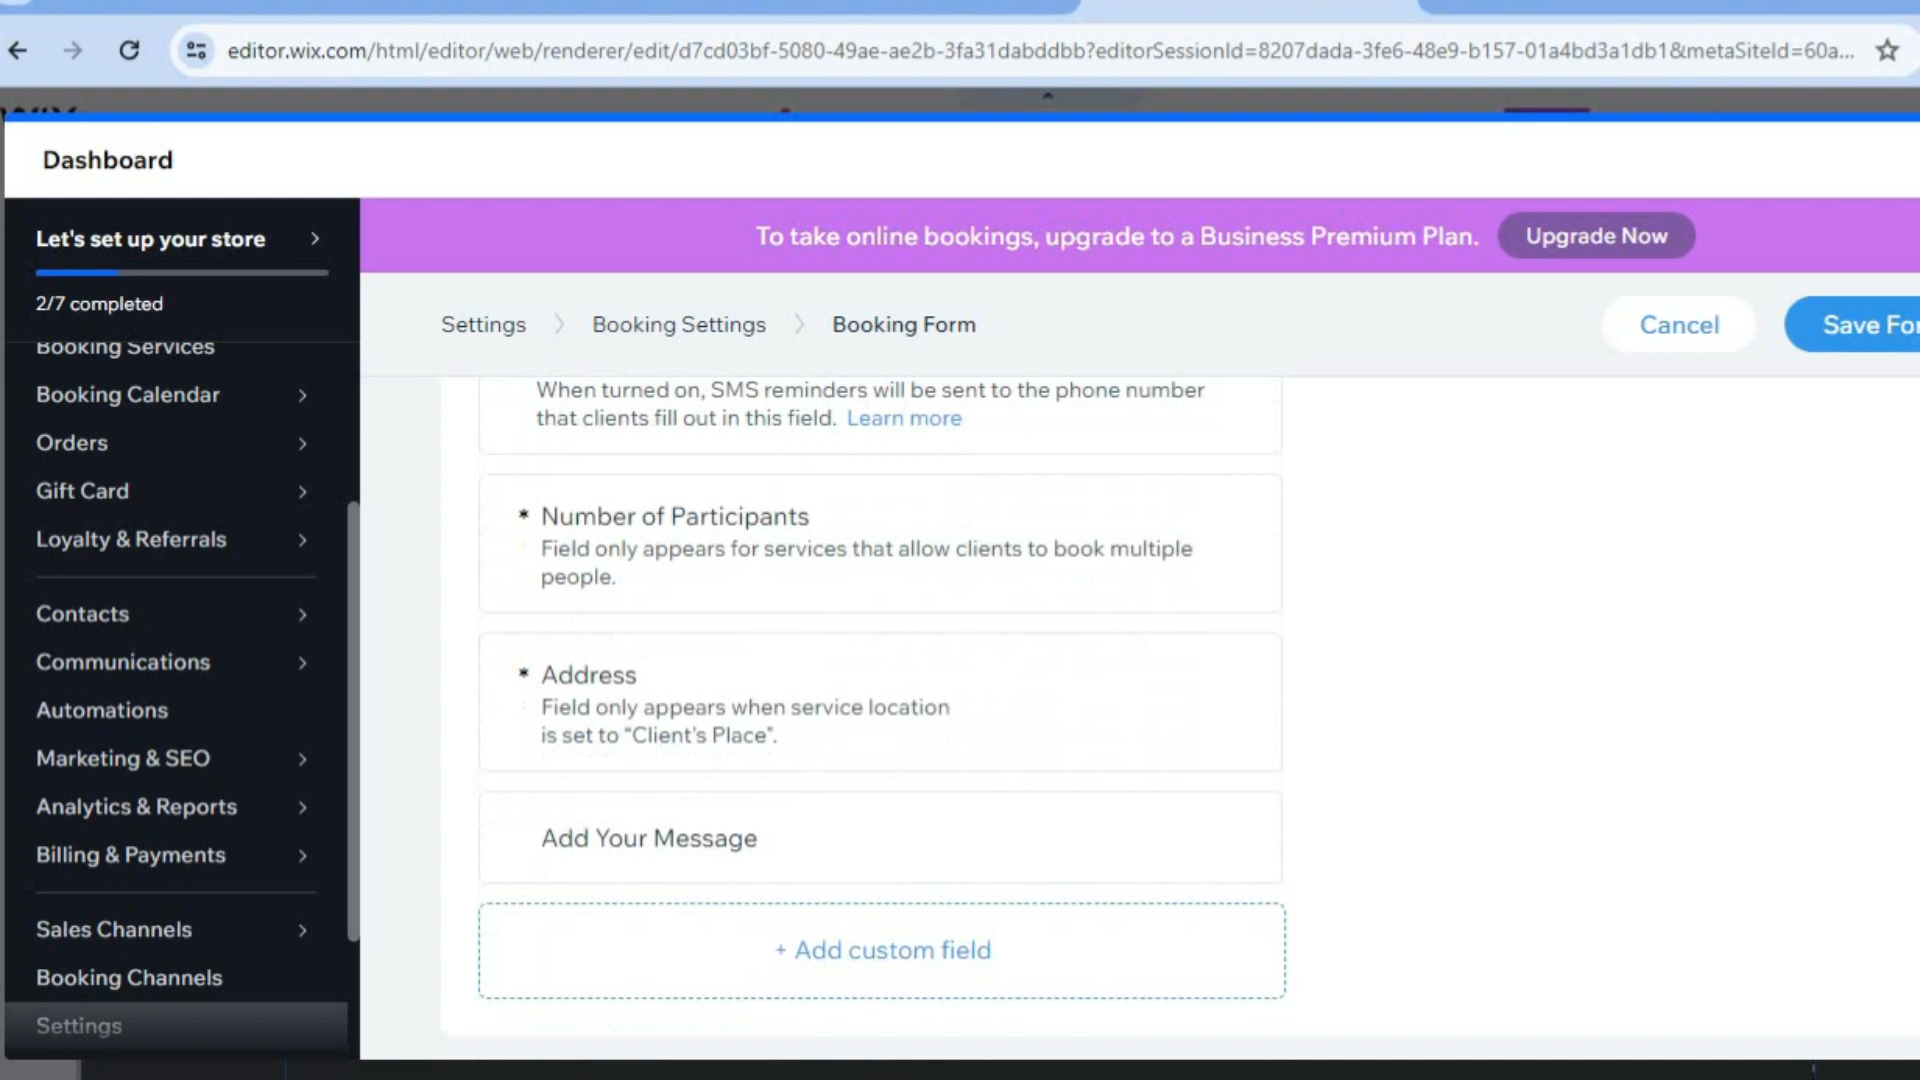 editor.wix.com/html/editor/web/renderer/edit/d7cd03bf-5080-49ae-ae2b-3fa31dabddbb?editorSessionId=8207dada-3fe6-48e9-b157-01a4bd3a1db1&metaSiteId=60a...
Dashboard
Let's set up your store
2/7 completed
To take online bookings, upgrade to a Business Premium Plan.
Upgrade Now
Settings
Booking Settings
Booking Form
Cancel
Save For
Booking Services
Booking Calendar
Orders
Gift Card
Loyalty & Referrals
Contacts
Communications
Automations
Marketing & SEO
Analytics & Reports
Billing & Payments
Sales Channels
Booking Channels
Settings
When turned on, SMS reminders will be sent to the phone number
that clients fill out in this field. Learn more
* Number of Participants
Field only appears for services that allow clients to book multiple
people.
* Address
Field only appears when service location
is set to “Client's Place”.
Add Your Message
+ Add custom field